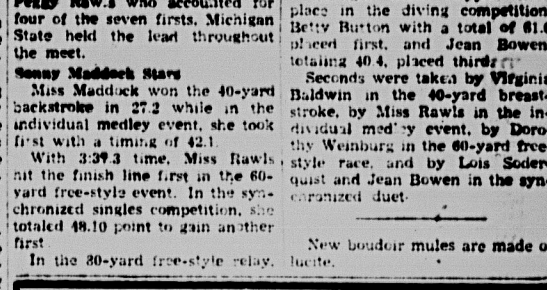 Peggy Rawls who accounted for
four of the seven firsts, Michigan
State held the lead throughout
the meet.
Sonny Maddock Stars
Miss Maddock won the 40-yard
backstroke in 27.2 while in the
individual medley event, she took
first with a timing of 42.1.
With 3:39.3 time, Miss Rawls
hit the finish line first in the 60-
yard free-style event. In the syn-
chronized singles competition, she
totaled 48.10 point to gain another
first.
In the 80-yard free-style relay,
place in the diving competition
Betty Burton with a total of 61.
placed first, and Jean Bowen
totaling 40.4, placed third
Seconds were taken by Virginia
Baldwin in the 40-yard breast-
stroke, by Miss Rawls in the in-
dividual medley event, by Doro-
thy Weinburg in the 60-yard free
style race, and by Lois Soder
quist and Jean Bowen in the syn
chronized duet.
New boudoir mules are made o
lucite.